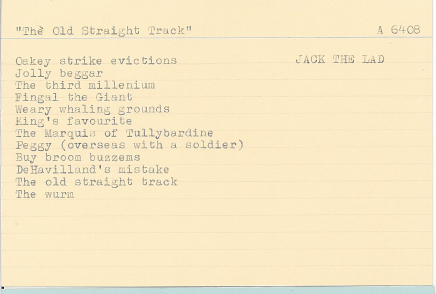 "The Old Straight Track" A 6408
Oakey strike evictions JACK THE LAD
Jolly beggar
The third millenium
Fingal the Giant
Weary whaling grounds
King's favourite
The Marquis of Tullybardine
Peggy (overseas with a soldier)
Buy broom buzzems
DeHavilland's mistake
The old straight track
The wurm